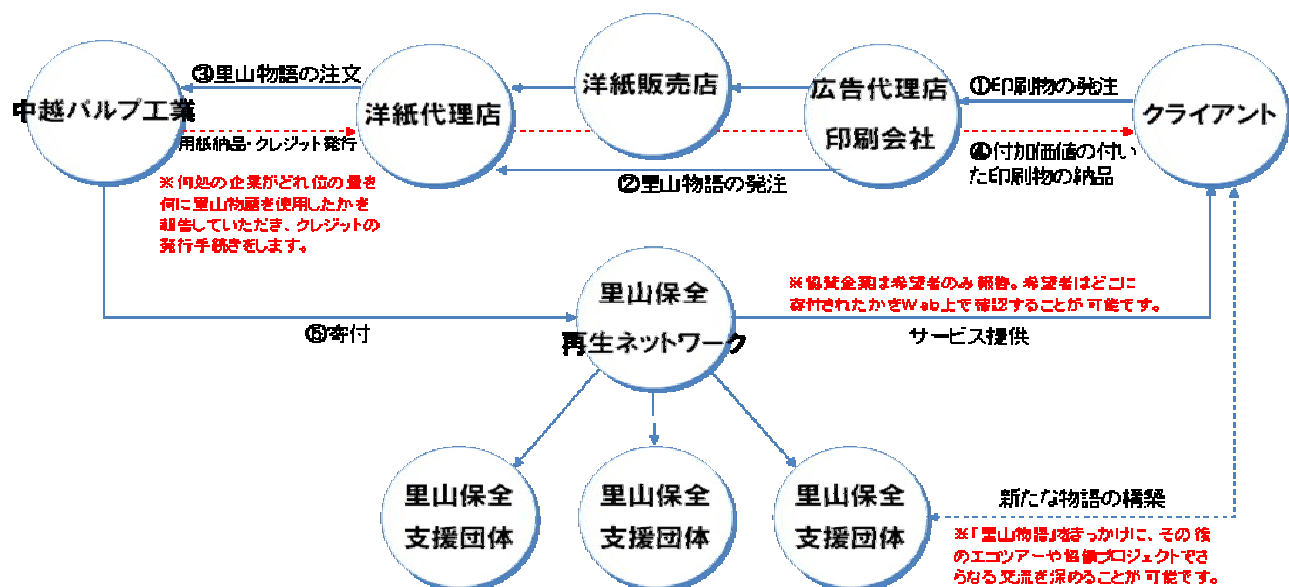 ③里山物語の注文
洋紙販売店
広告代理店
印刷会社
①印刷物の発注
中越パルプ工業
洋紙代理店
クライアント
用紙納品・クレジット発行
④付加価値の付い
た印刷物の納品
②里山物語の発注
※何処の企業がどれ位の量を
何に里山物語を使用したかを
報告していただき、クレジットの
発行手続きをします。
里山保全
再生ネットワーク
※協賛企業は希望者のみ報告。希望者はどこに
寄付されたかをWeb上で確認することが可能です。
⑤寄付
サービス提供
里山保全
支援団体
里山保全
支援団体
里山保全
支援団体
新たな物語の構築
※「里山物語」をきっかけに、その後
のエコツアーや協働プロジェクトでさ
らなる交流を深めることが可能です。